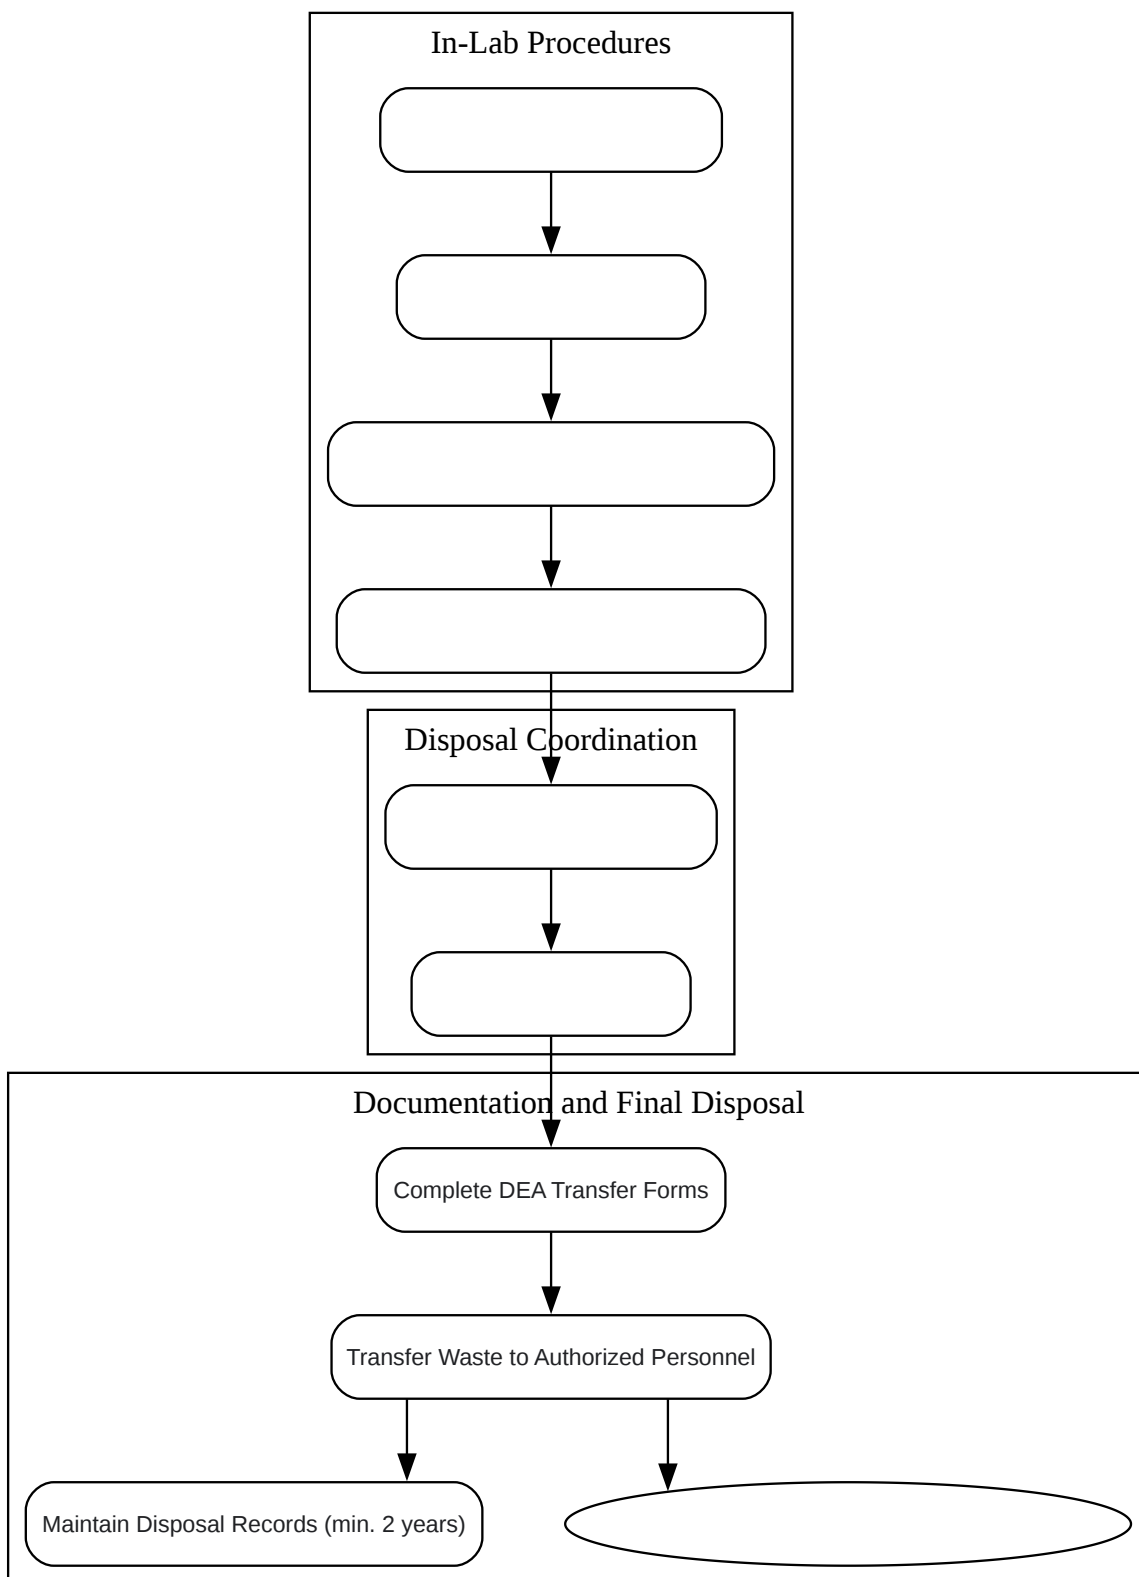 In-Lab Procedures
Disposal Coordination
Documentation and Final Disposal
Complete DEA Transfer Forms
Transfer Waste to Authorized Personnel
Maintain Disposal Records (min. 2 years)